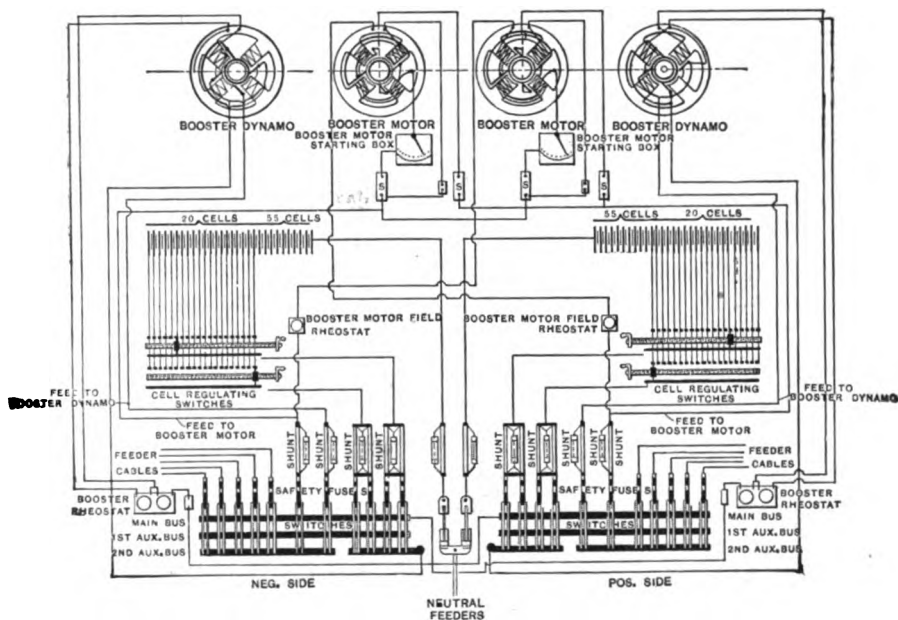 BOOSTER DYNAMO
BOOSTER MOTOR
BOOSTER MOTOR
BOOSTER DYNAMO
BOOSTER MOTOR
STARTING BOX
BOOSTER MOTOR
STARTING BOX
S
S
S
S
20 CELLS
55 CELLS
55 CELLS
20 CELLS
BOOSTER MOTOR FIELD
RHEOSTAT
BOOSTER MOTOR FIELD
RHEOSTAT
CELL REGULATING
SWITCHES
CELL REGULATING
SWITCHES
FEED TO
BOOSTER DYNAMO
FEED TO
BOOSTER DYNAMO
FEED TO
BOOSTER MOTOR
FEED TO
BOOSTER MOTOR
SHUNT
SHUNT
SHUNT
SHUNT
SHUNT
SHUNT
SHUNT
SHUNT
FEEDER
CABLES
FEEDER
CABLES
SAFETY FUSES
SAFETY FUSES
BOOSTER
RHEOSTAT
BOOSTER
RHEOSTAT
MAIN BUS
1ST AUX.BUS
2ND AUX.BUS
SWITCHES
SWITCHES
MAIN BUS
1ST AUX.BUS
2ND AUX.BUS
NEG. SIDE
POS. SIDE
NEUTRAL
FEEDERS